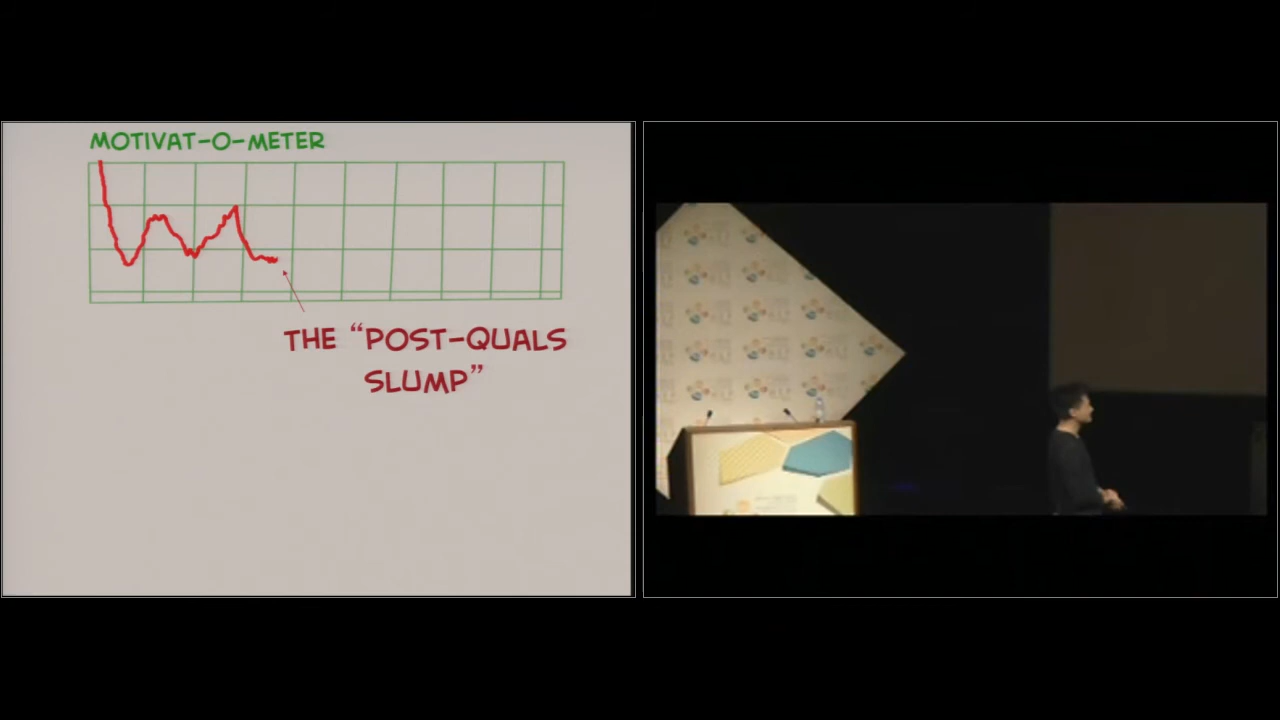 MOTIVAT-O-METER
THE “POST-QUALS
SLUMP”